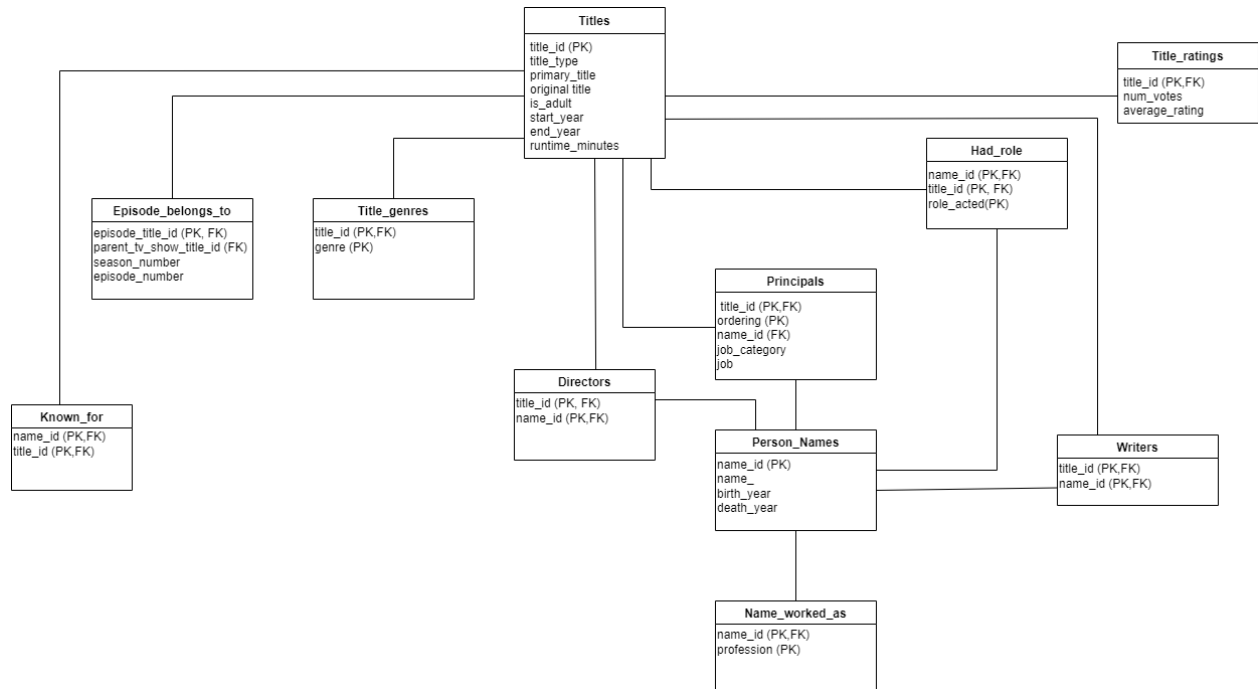 Titles
title_id (PK)
title_type
primary_title
original title
is_adult
start_year
end_year
runtime_minutes
Title_ratings
title_id (PK,FK)
num_votes
average_rating
Had_role
name_id (PK,FK)
title_id (PK, FK)
role_acted(PK)
Episode_belongs_to
episode_title_id (PK, FK)
parent_tv_show_title_id (FK)
season_number
episode_number
Title_genres
title_id (PK,FK)
genre (PK)
Principals
title_id (PK,FK)
ordering (PK)
name_id (FK)
job_category
job
Directors
title_id (PK, FK)
name_id (PK,FK)
Known_for
name_id (PK,FK)
title_id (PK,FK)
Person_Names
name_id (PK)
name_
birth_year
death_year
Writers
title_id (PK,FK)
name_id (PK,FK)
Name_worked_as
name_id (PK,FK)
profession (PK)